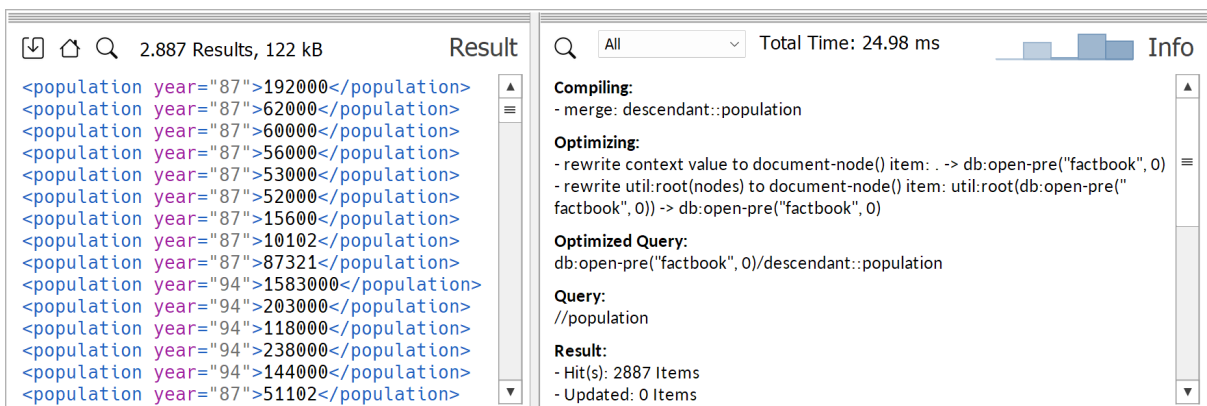 2.887 Results, 122 kB Result
<population year="87">192000</population>
<population year="87">62000</population>
<population year="87">60000</population>
<population year="87">56000</population>
<population year="87">53000</population>
<population year="87">52000</population>
<population year="87">15600</population>
<population year="87">10102</population>
<population year="87">87321</population>
<population year="94">1583000</population>
<population year="94">203000</population>
<population year="94">118000</population>
<population year="94">238000</population>
<population year="94">144000</population>
<population year="87">51102</population>
All Total Time: 24.98 ms Info
Compiling:
- merge: descendant::population
Optimizing:
- rewrite context value to document-node() item: . -> db:open-pre("factbook", 0)
- rewrite util:root(nodes) to document-node() item: util:root(db:open-pre("
factbook", 0)) -> db:open-pre("factbook", 0)
Optimized Query:
db:open-pre("factbook", 0)/descendant::population
Query:
//population
Result:
- Hit(s): 2887 Items
- Updated: 0 Items